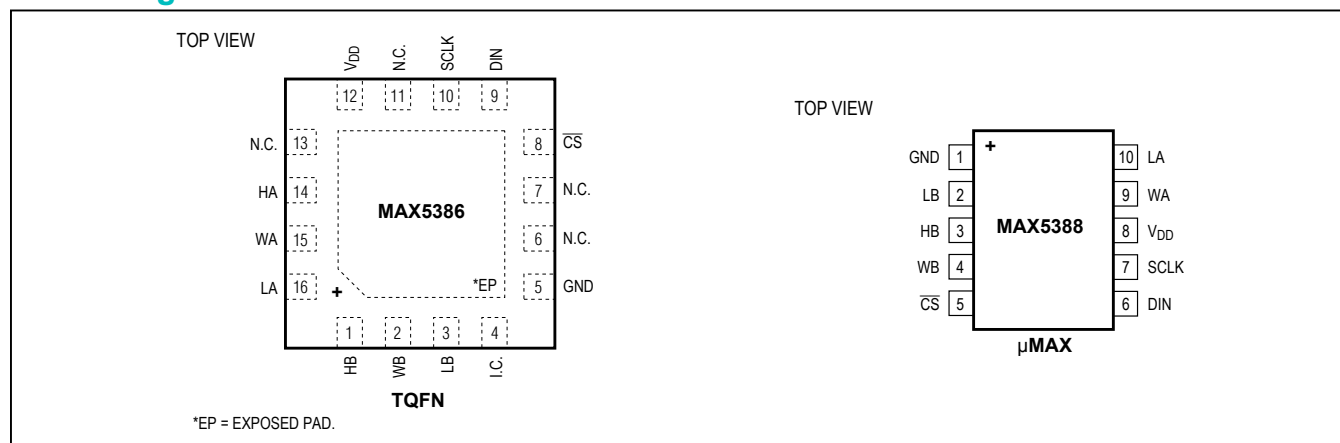 TOP VIEW
VDD
N.C.
SCLK
DIN
12
11
10
9
N.C. 13
HA 14
WA 15
LA 16
8 CS
7 N.C.
6 N.C.
5 GND
MAX5386
*EP
+
1
2
3
4
HB
WB
LB
I.C.
TQFN
*EP = EXPOSED PAD.
TOP VIEW
+
GND 1
LB 2
HB 3
WB 4
CS 5
MAX5388
10 LA
9 WA
8 VDD
7 SCLK
6 DIN
µMAX